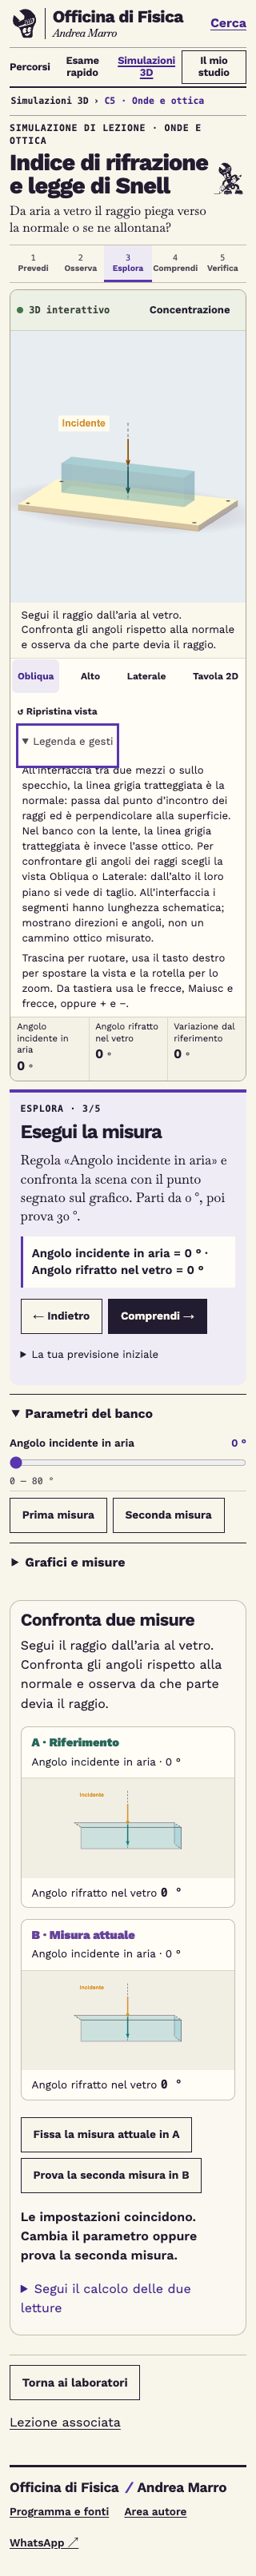 Officina di Fisica
Andrea Marro
Cerca
Percorsi
Esame rapido
Simulazioni 3D
Il mio studio
Simulazioni 3D › C5 · Onde e ottica
SIMULAZIONE DI LEZIONE · ONDE E
OTTICA
Indice di rifrazione
e legge di Snell
Da aria a vetro il raggio piega verso
la normale o se ne allontana?
1 Prevedi
2 Osserva
3 Esplora
4 Comprendi
5 Verifica
3D interattivo
Concentrazione
Incidente
Segui il raggio dall’aria al vetro.
Confronta gli angoli rispetto alla normale
e osserva da che parte devia il raggio.
Obliqua
Alto
Laterale
Tavola 2D
↺ Ripristina vista
▼ Legenda e gesti
All’interfaccia tra due mezzi o sullo
specchio, la linea grigia tratteggiata è la
normale: passa dal punto d’incontro dei
raggi ed è perpendicolare alla superficie.
Nel banco con la lente, la linea grigia
tratteggiata è invece l’asse ottico. Per
confrontare gli angoli dei raggi scegli la
vista Obliqua o Laterale: dall’alto il loro
piano si vede di taglio. All’interfaccia i
segmenti hanno lunghezza schematica;
mostrano direzioni e angoli, non un
cammino ottico misurato.
Trascina per ruotare, usa il tasto destro
per spostare la vista e la rotella per lo
zoom. Da tastiera usa le frecce, Maiusc e
frecce, oppure + e −.
Angolo
incidente in
aria
0 °
Angolo rifratto
nel vetro
0 °
Variazione dal
riferimento
0 °
ESPLORA · 3/5
Esegui la misura
Regola «Angolo incidente in aria» e
confronta la scena con il punto
segnato sul grafico. Parti da 0 °, poi
prova 30 °.
Angolo incidente in aria = 0 ° ·
Angolo rifratto nel vetro = 0 °
← Indietro
Comprendi →
▶ La tua previsione iniziale
▼ Parametri del banco
Angolo incidente in aria
0 °
0 — 80 °
Prima misura
Seconda misura
▶ Grafici e misure
Confronta due misure
Segui il raggio dall’aria al vetro.
Confronta gli angoli rispetto alla
normale e osserva da che parte
devia il raggio.
A · Riferimento
Angolo incidente in aria · 0 °
Incidente
Angolo rifratto nel vetro 0 °
B · Misura attuale
Angolo incidente in aria · 0 °
Incidente
Angolo rifratto nel vetro 0 °
Fissa la misura attuale in A
Prova la seconda misura in B
Le impostazioni coincidono.
Cambia il parametro oppure
prova la seconda misura.
▶ Segui il calcolo delle due
letture
Torna ai laboratori
Lezione associata
Officina di Fisica / Andrea Marro
Programma e fonti
Area autore
WhatsApp ↗